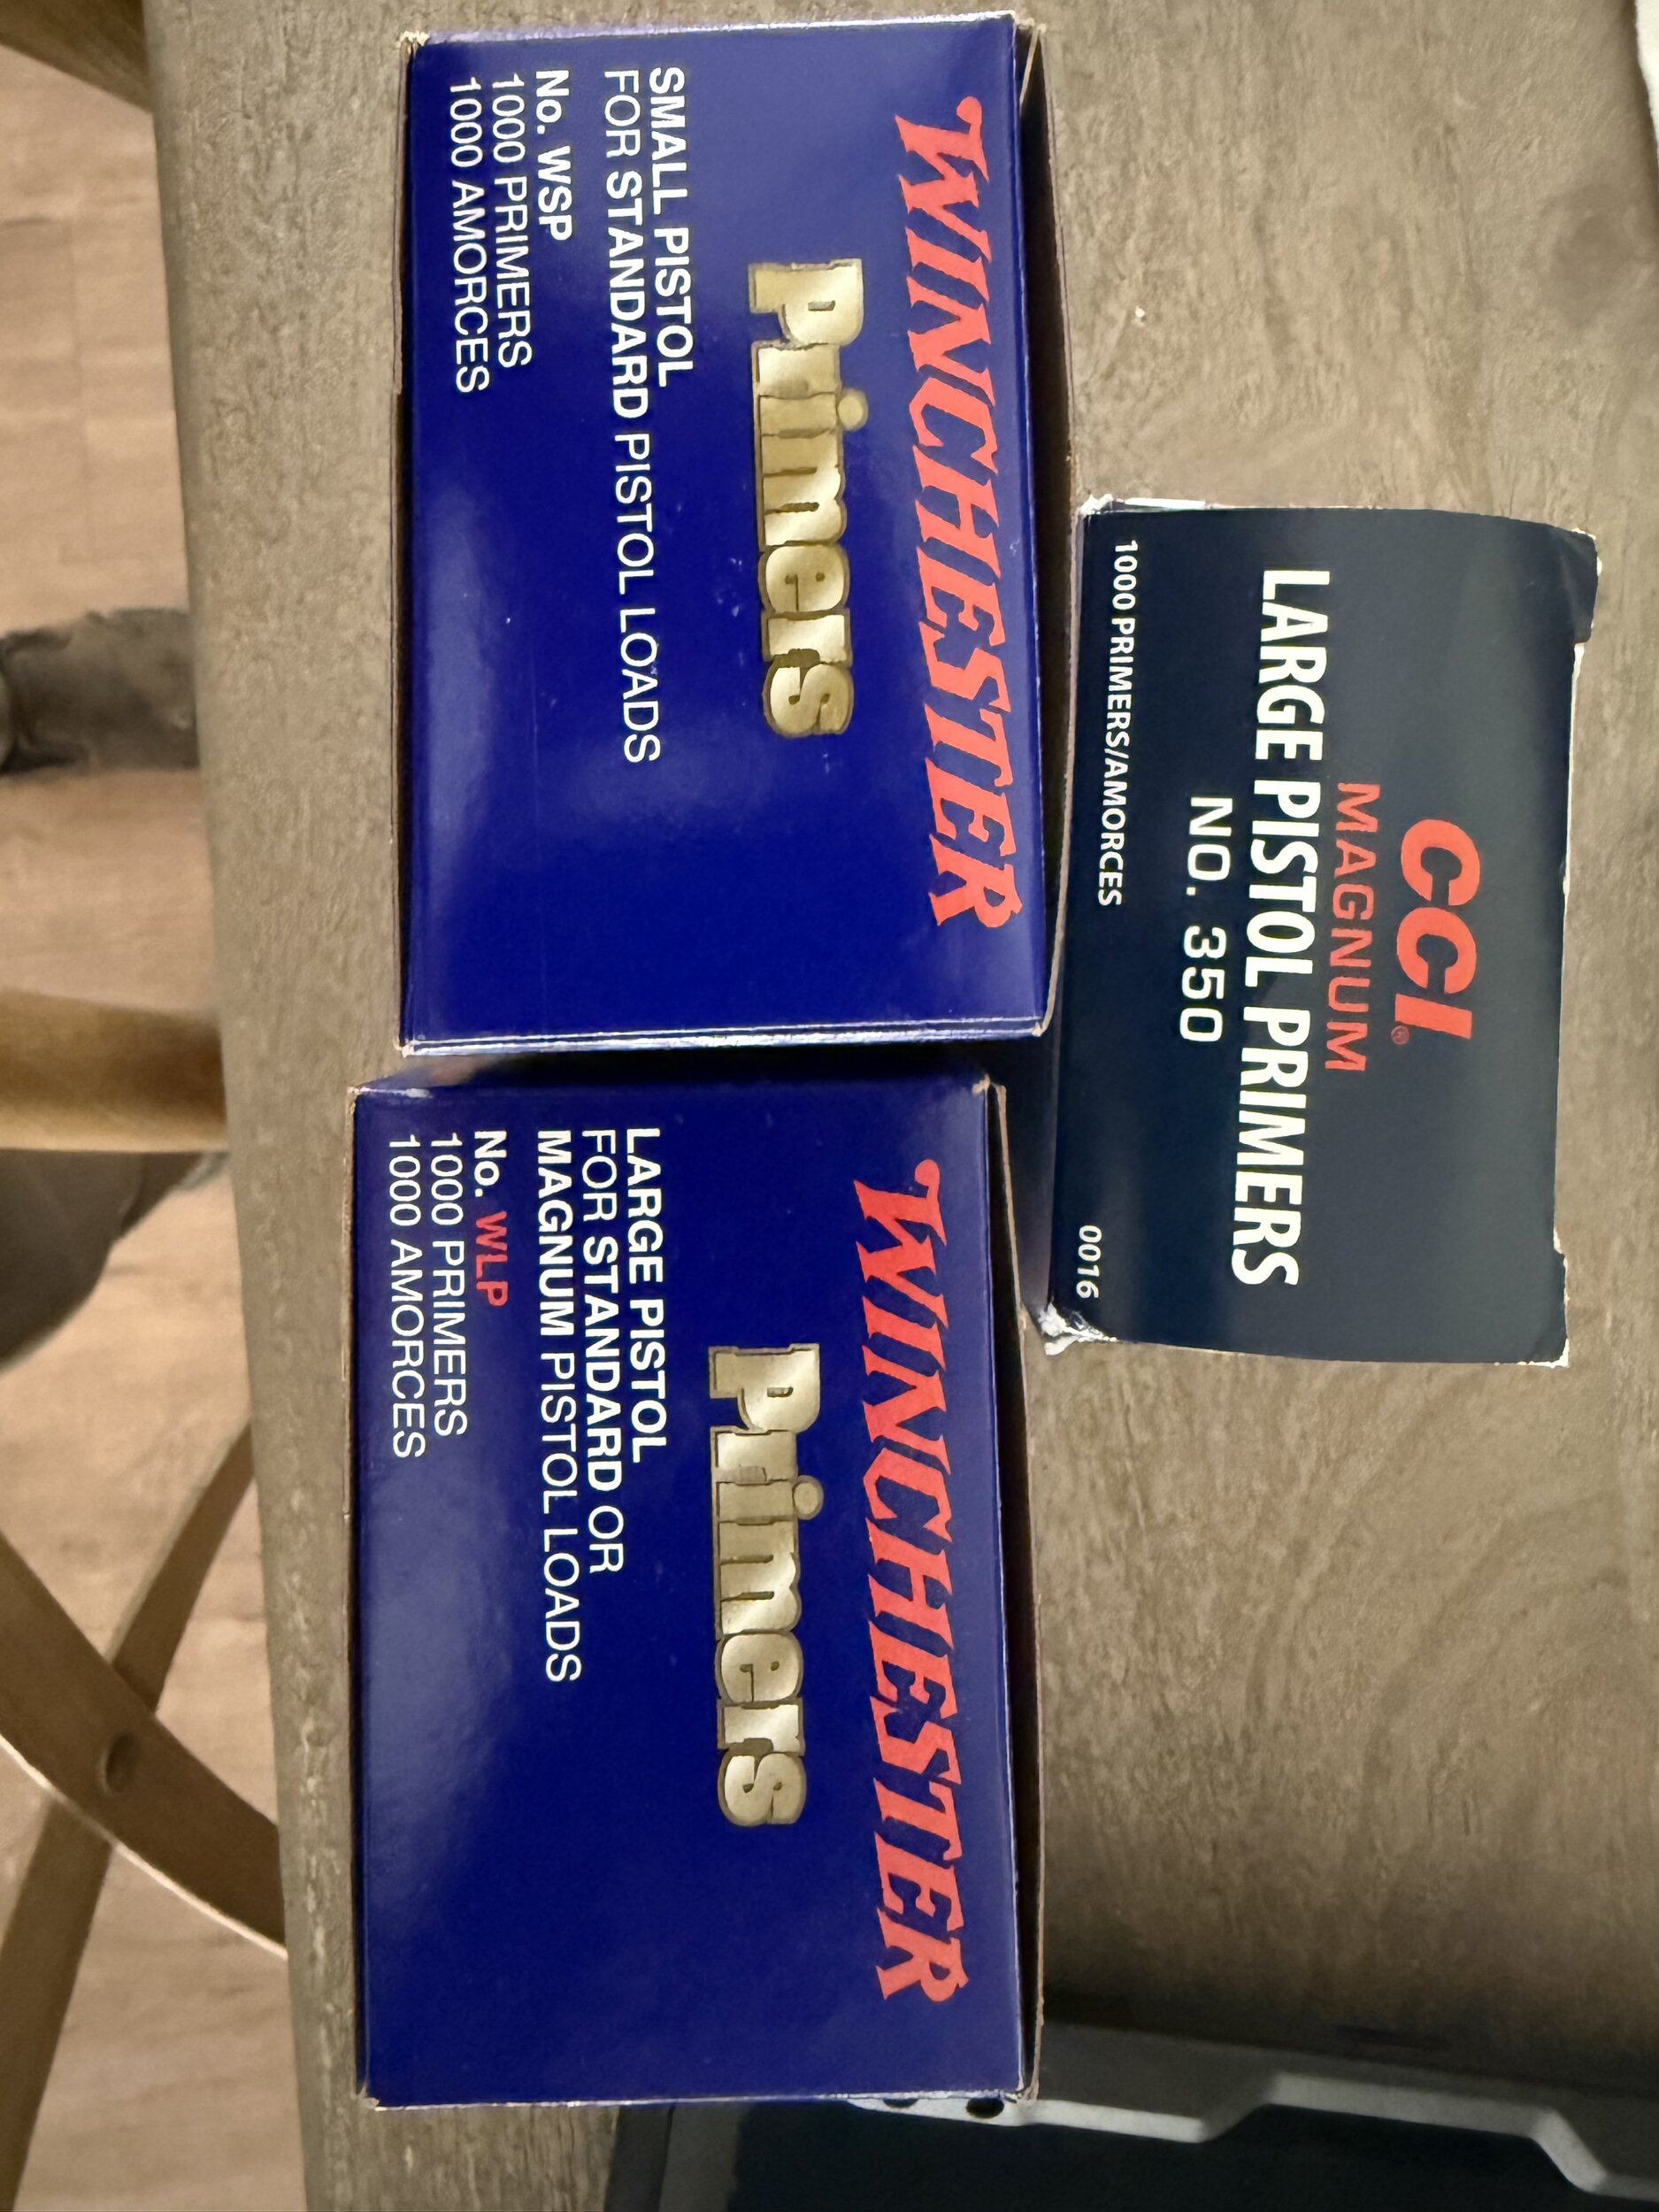 CCI®
MAGNUM
LARGE PISTOL PRIMERS
NO. 350
1000 PRIMERS/AMORCES
0016
WINCHESTER
Primers
SMALL PISTOL
FOR STANDARD PISTOL LOADS
No. WSP
1000 PRIMERS
1000 AMORCES
WINCHESTER
Primers
LARGE PISTOL
FOR STANDARD OR
MAGNUM PISTOL LOADS
No. WLP
1000 PRIMERS
1000 AMORCES